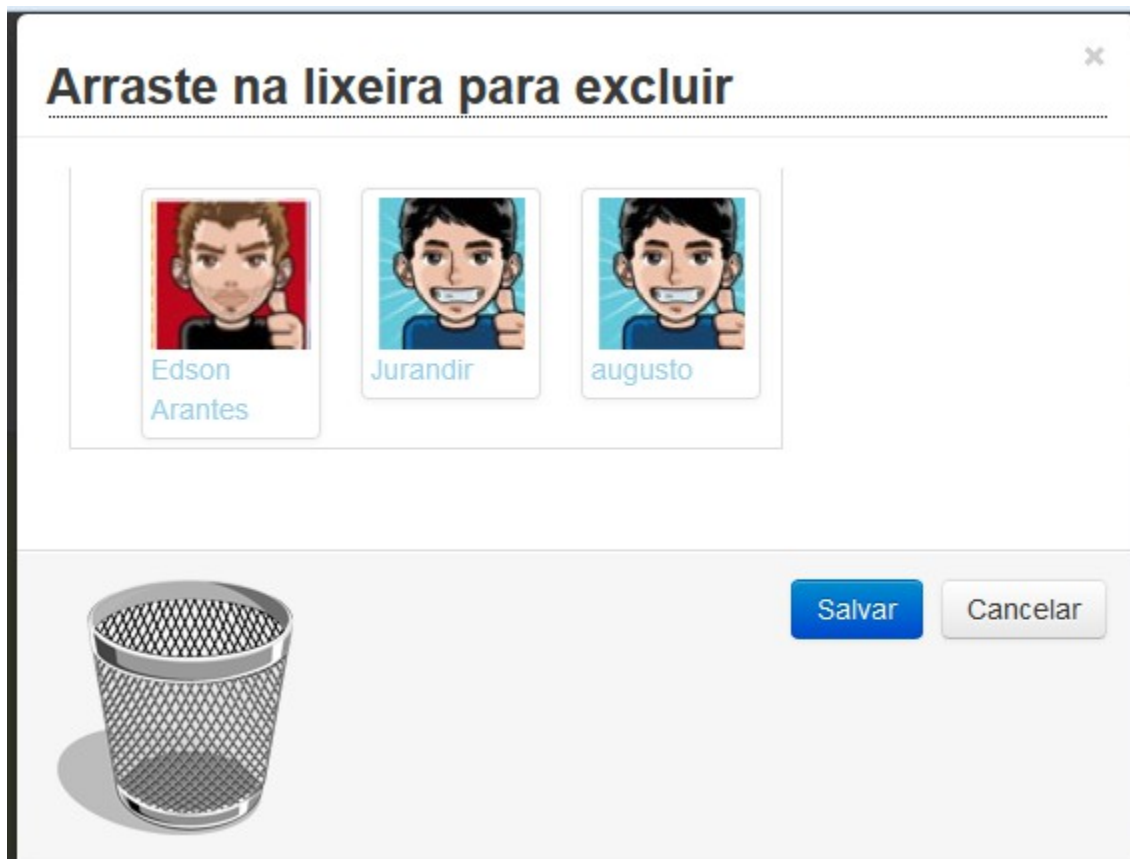 Arraste na lixeira para excluir
Edson
Arantes
Jurandir
augusto
Salvar
Cancelar